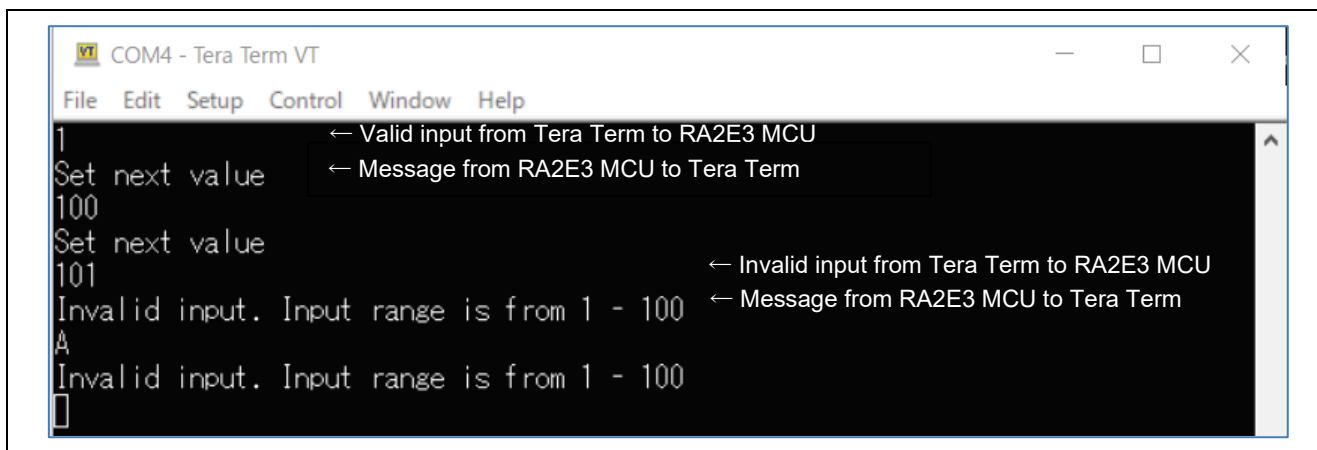 COM4 - Tera Term VT
File Edit Setup Control Window Help
1 ← Valid input from Tera Term to RA2E3 MCU
Set next value ← Message from RA2E3 MCU to Tera Term
100
Set next value
101 ← Invalid input from Tera Term to RA2E3 MCU
Invalid input. Input range is from 1 - 100 ← Message from RA2E3 MCU to Tera Term
A
Invalid input. Input range is from 1 - 100